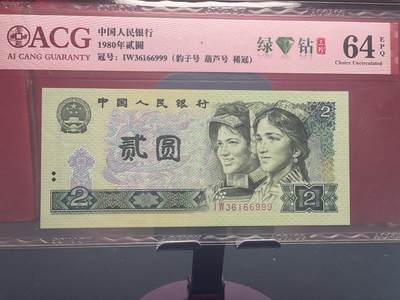 ACG
AI CANG GUARANTY
中国人民银行
1980年贰圆
冠号：IW36166999（豹子号 葫芦号 稀冠）
绿钻
64 EPQ
Choice Uncirculated
中国人民银行
2
贰圆
2
2
IW36166999